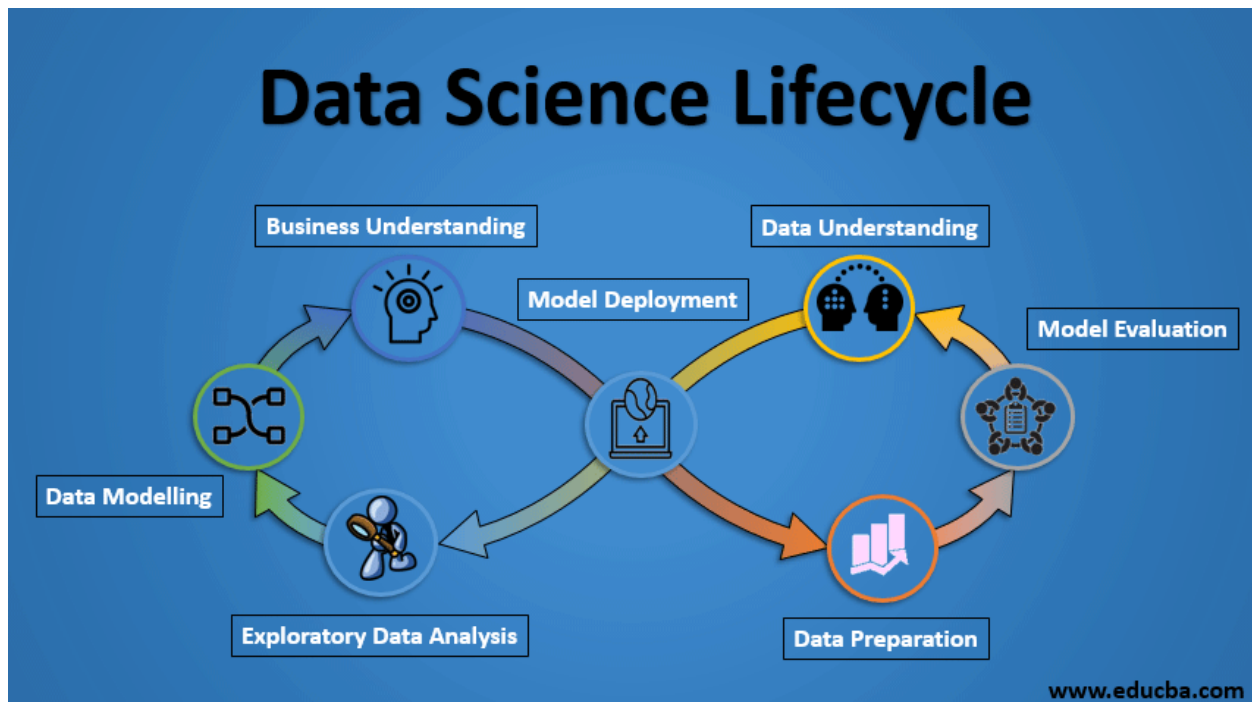 Data Science Lifecycle
Business Understanding
Data Understanding
Model Deployment
Model Evaluation
Data Modelling
Exploratory Data Analysis
Data Preparation
www.educba.com